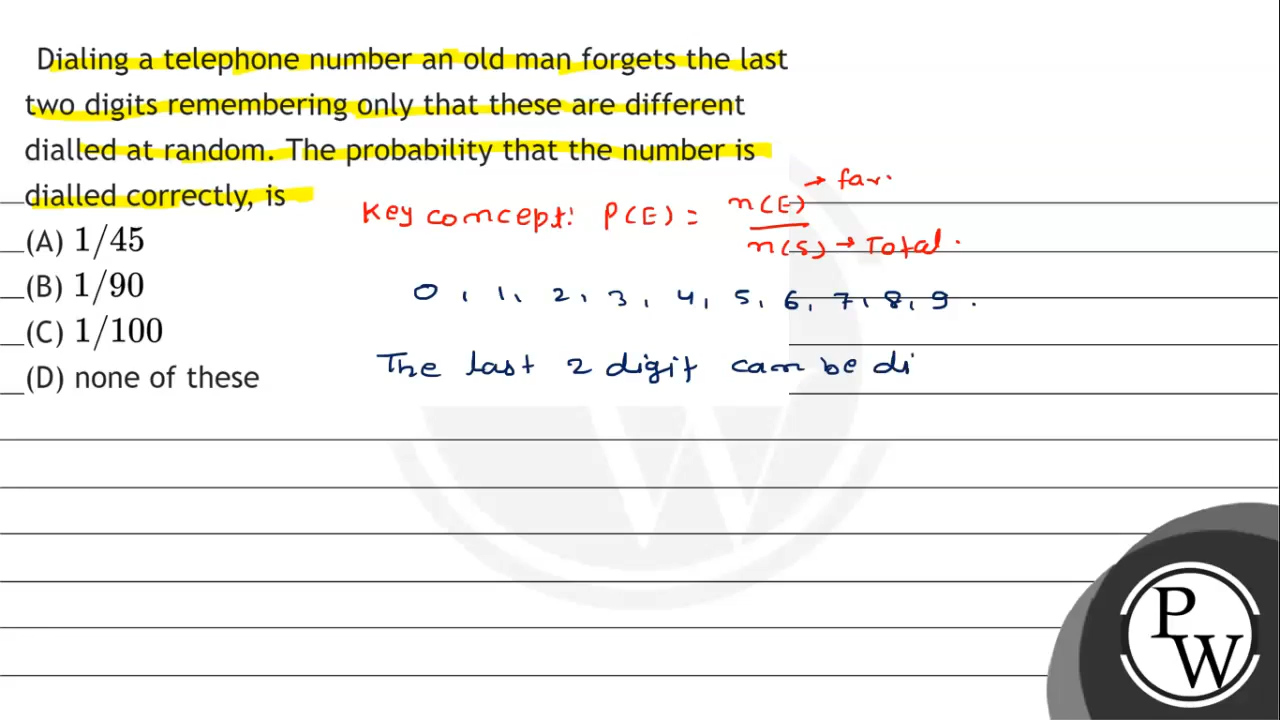 Dialing a telephone number an old man forgets the last
two digits remembering only that these are different
dialled at random. The probability that the number is
dialled correctly, is
(A) 1/45
(B) 1/90
(C) 1/100
(D) none of these
Key concept: P(E) = n(E) → fav.
n(S) → Total.
0, 1, 2, 3, 4, 5, 6, 7, 8, 9.
The last 2 digit can be di
P
W